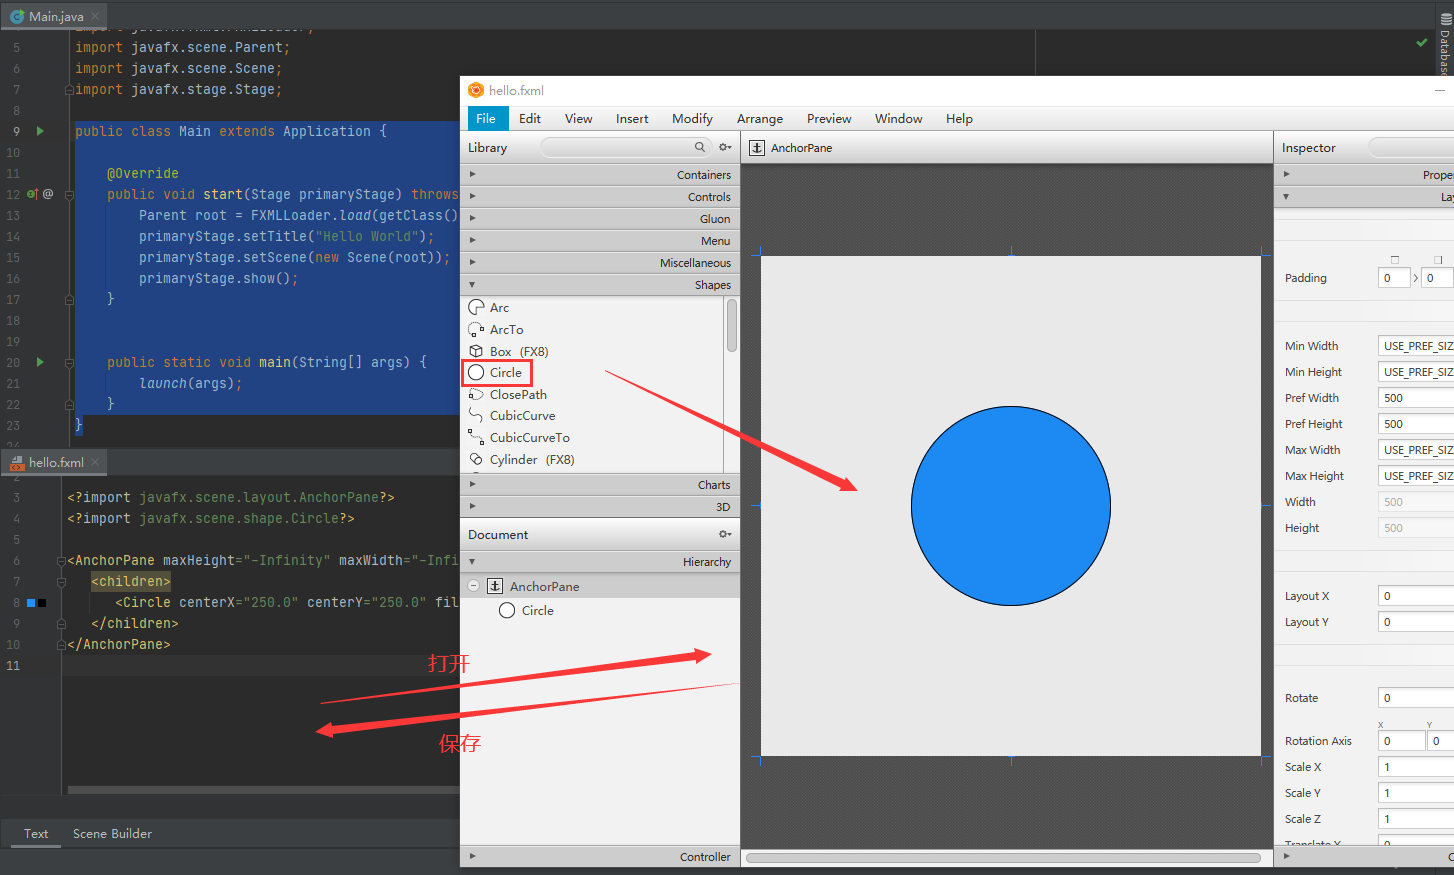 Main.java
5 import javafx.scene.Parent;
6 import javafx.scene.Scene;
7 import javafx.stage.Stage;
8
9 public class Main extends Application {
10
11 @Override
12 public void start(Stage primaryStage) throws
13 Parent root = FXMLLoader.load(getClass()
14 primaryStage.setTitle("Hello World");
15 primaryStage.setScene(new Scene(root));
16 primaryStage.show();
17 }
18
19
20 public static void main(String[] args) {
21 launch(args);
22 }
23 }
hello.fxml
3 <?import javafx.scene.layout.AnchorPane?>
4 <?import javafx.scene.shape.Circle?>
5
6 <AnchorPane maxHeight="-Infinity" maxWidth="-Infi
7 <children>
8 <Circle centerX="250.0" centerY="250.0" fil
9 </children>
10 </AnchorPane>
11
打开
保存
Text Scene Builder
hello.fxml
File Edit View Insert Modify Arrange Preview Window Help
Library
Containers
Controls
Gluon
Menu
Miscellaneous
Shapes
Arc
ArcTo
Box (FX8)
Circle
ClosePath
CubicCurve
CubicCurveTo
Cylinder (FX8)
Charts
3D
Document
Hierarchy
AnchorPane
Circle
Controller
AnchorPane
Inspector
Prope
Lay
Padding 0 0
Min Width USE_PREF_SIZ
Min Height USE_PREF_SIZ
Pref Width 500
Pref Height 500
Max Width USE_PREF_SIZ
Max Height USE_PREF_SIZ
Width 500
Height 500
Layout X 0
Layout Y 0
Rotate 0
X Y
Rotation Axis 0 0
Scale X 1
Scale Y 1
Scale Z 1
Translate X 0
Database